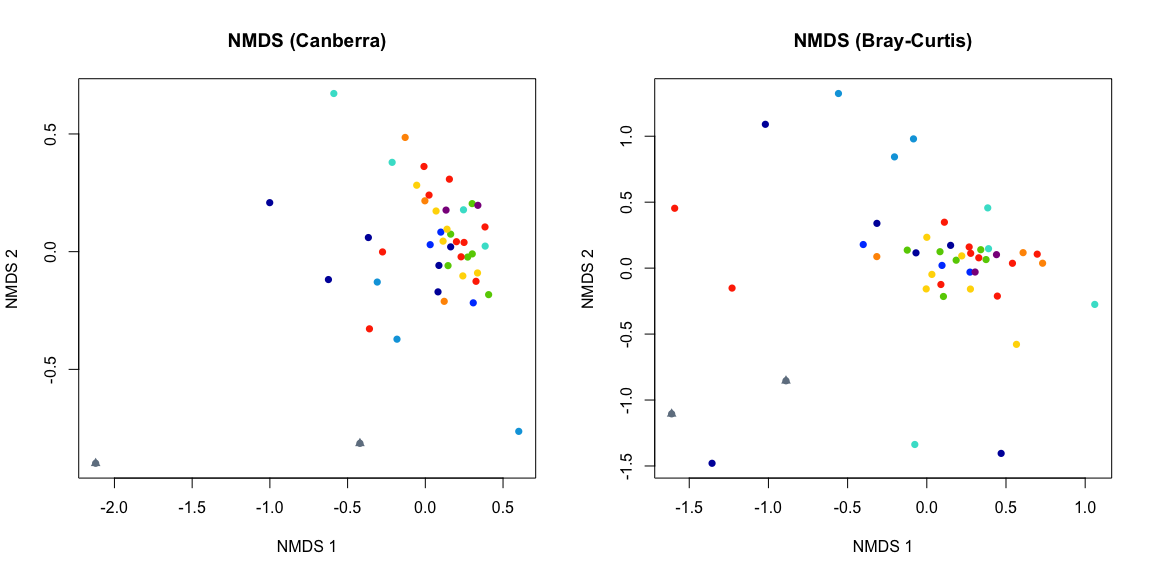 NMDS (Canberra)
NMDS 2
0.5
0.0
-0.5
-2.0 -1.5 -1.0 -0.5 0.0 0.5
NMDS 1
NMDS (Bray-Curtis)
NMDS 2
1.0
0.5
0.0
-0.5
-1.0
-1.5
-1.5 -1.0 -0.5 0.0 0.5 1.0
NMDS 1